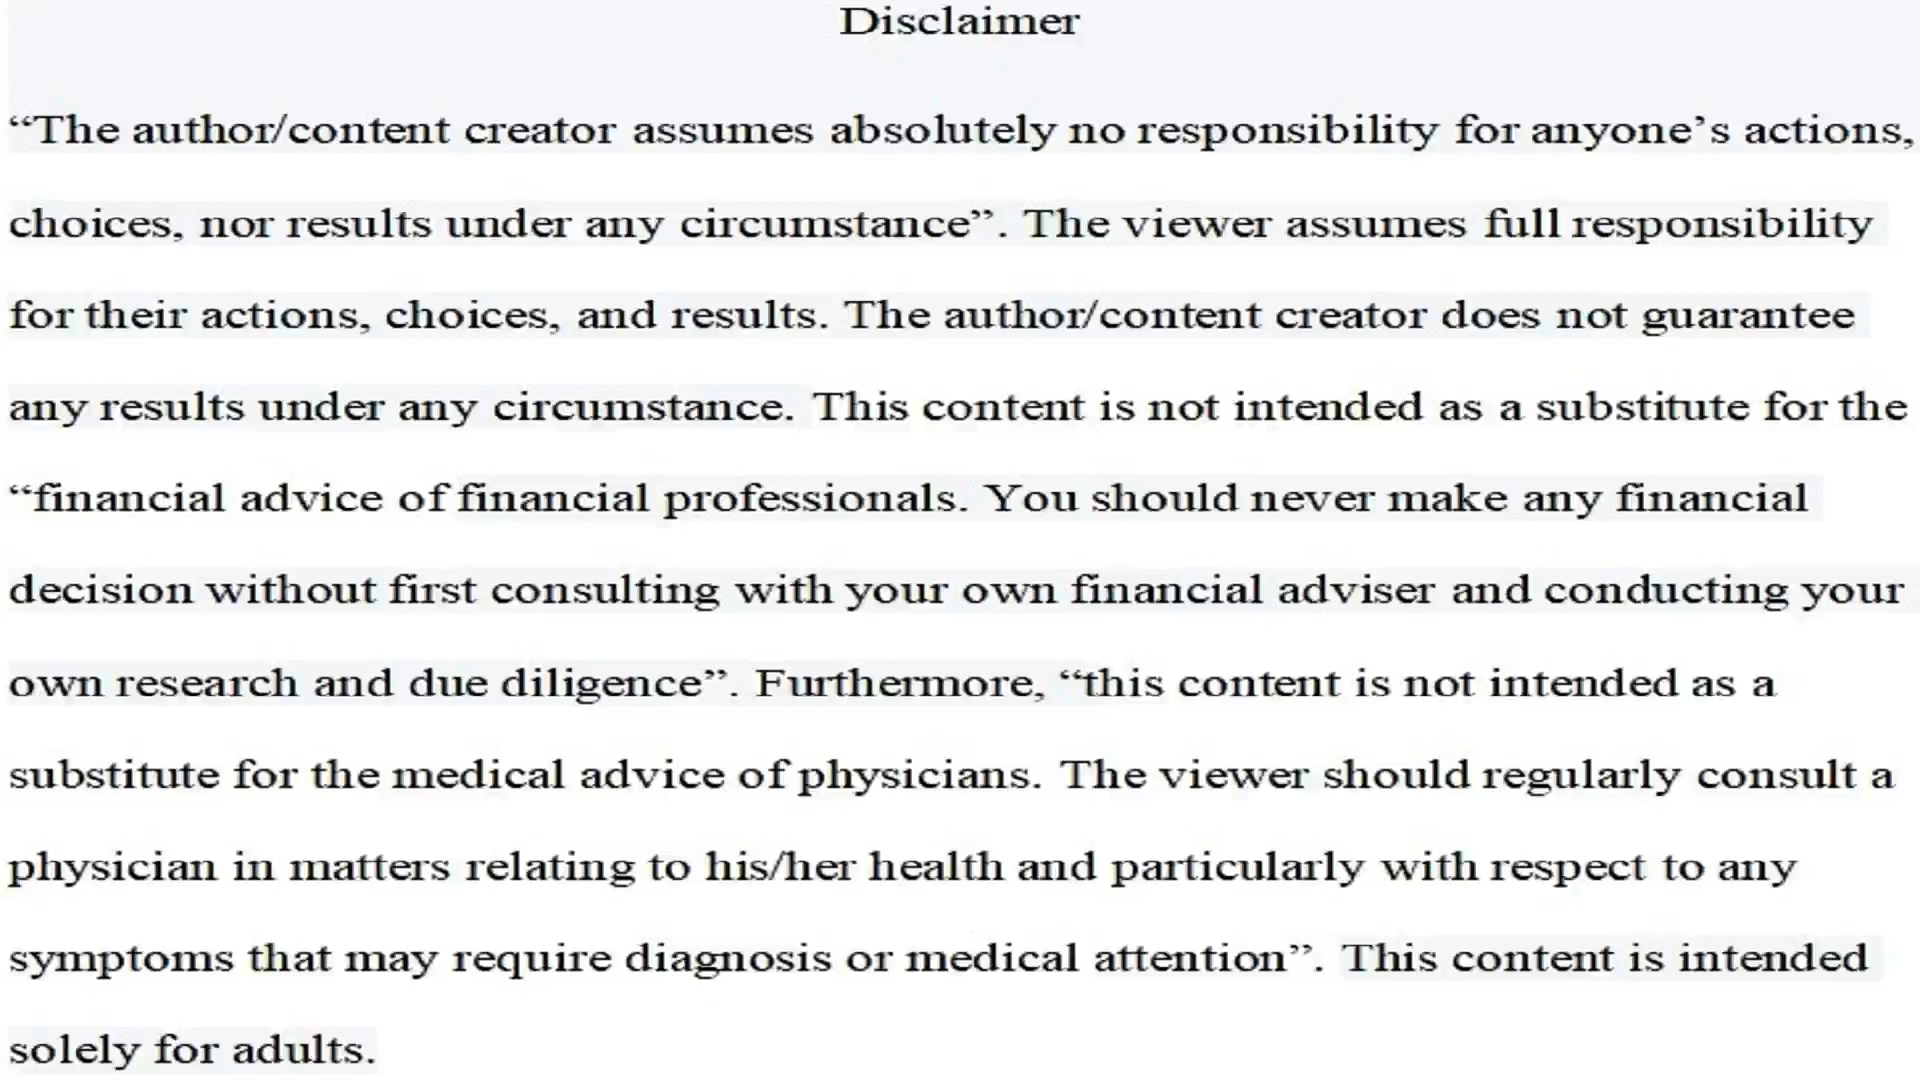 Disclaimer
“The author/content creator assumes absolutely no responsibility for anyone’s actions,
choices, nor results under any circumstance”. The viewer assumes full responsibility
for their actions, choices, and results. The author/content creator does not guarantee
any results under any circumstance. This content is not intended as a substitute for the
“financial advice of financial professionals. You should never make any financial
decision without first consulting with your own financial adviser and conducting your
own research and due diligence”. Furthermore, “this content is not intended as a
substitute for the medical advice of physicians. The viewer should regularly consult a
physician in matters relating to his/her health and particularly with respect to any
symptoms that may require diagnosis or medical attention”. This content is intended
solely for adults.